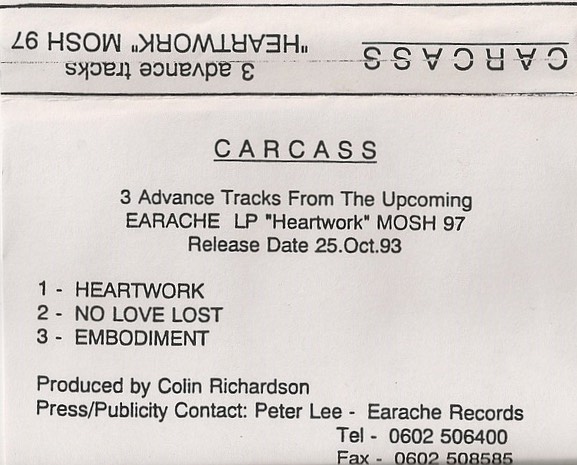 CARCASS
"HEARTWORK" MOSH 97
3 advance tracks
CARCASS
3 Advance Tracks From The Upcoming
EARACHE LP "Heartwork" MOSH 97
Release Date 25.Oct.93
1 - HEARTWORK
2 - NO LOVE LOST
3 - EMBODIMENT
Produced by Colin Richardson
Press/Publicity Contact: Peter Lee - Earache Records
Tel - 0602 506400
Fax - 0602 508585